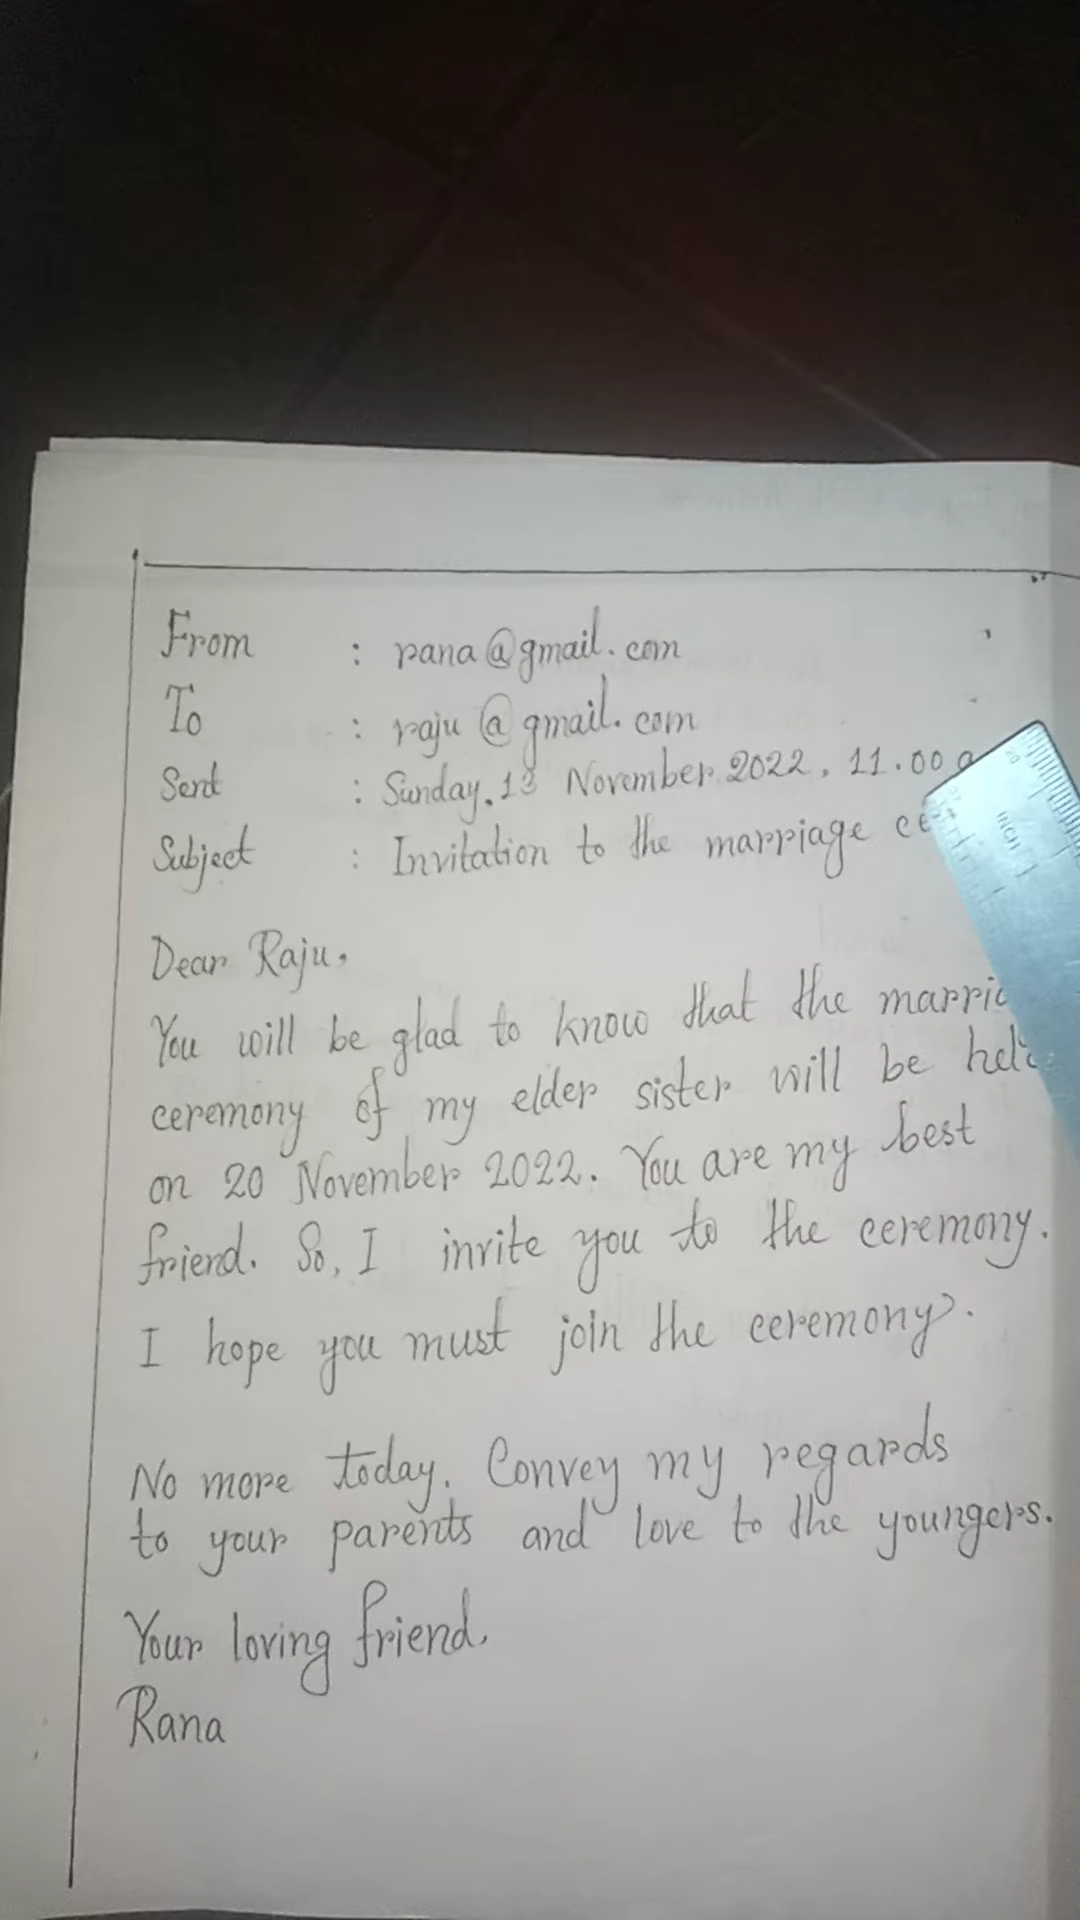 From : rana@gmail.com
To : raju@gmail.com
Sent : Sunday, 13 November 2022, 11.00
Subject : Invitation to the marriage
Dear Raju,
You will be glad to know that the
ceremony of my elder sister will be
on 20 November 2022. You are my best
friend. So, I invite you to the ceremony.
I hope you must join the ceremony.
No more today. Convey my regards
to your parents and love to the youngers.
Your loving friend,
Rana
INCH